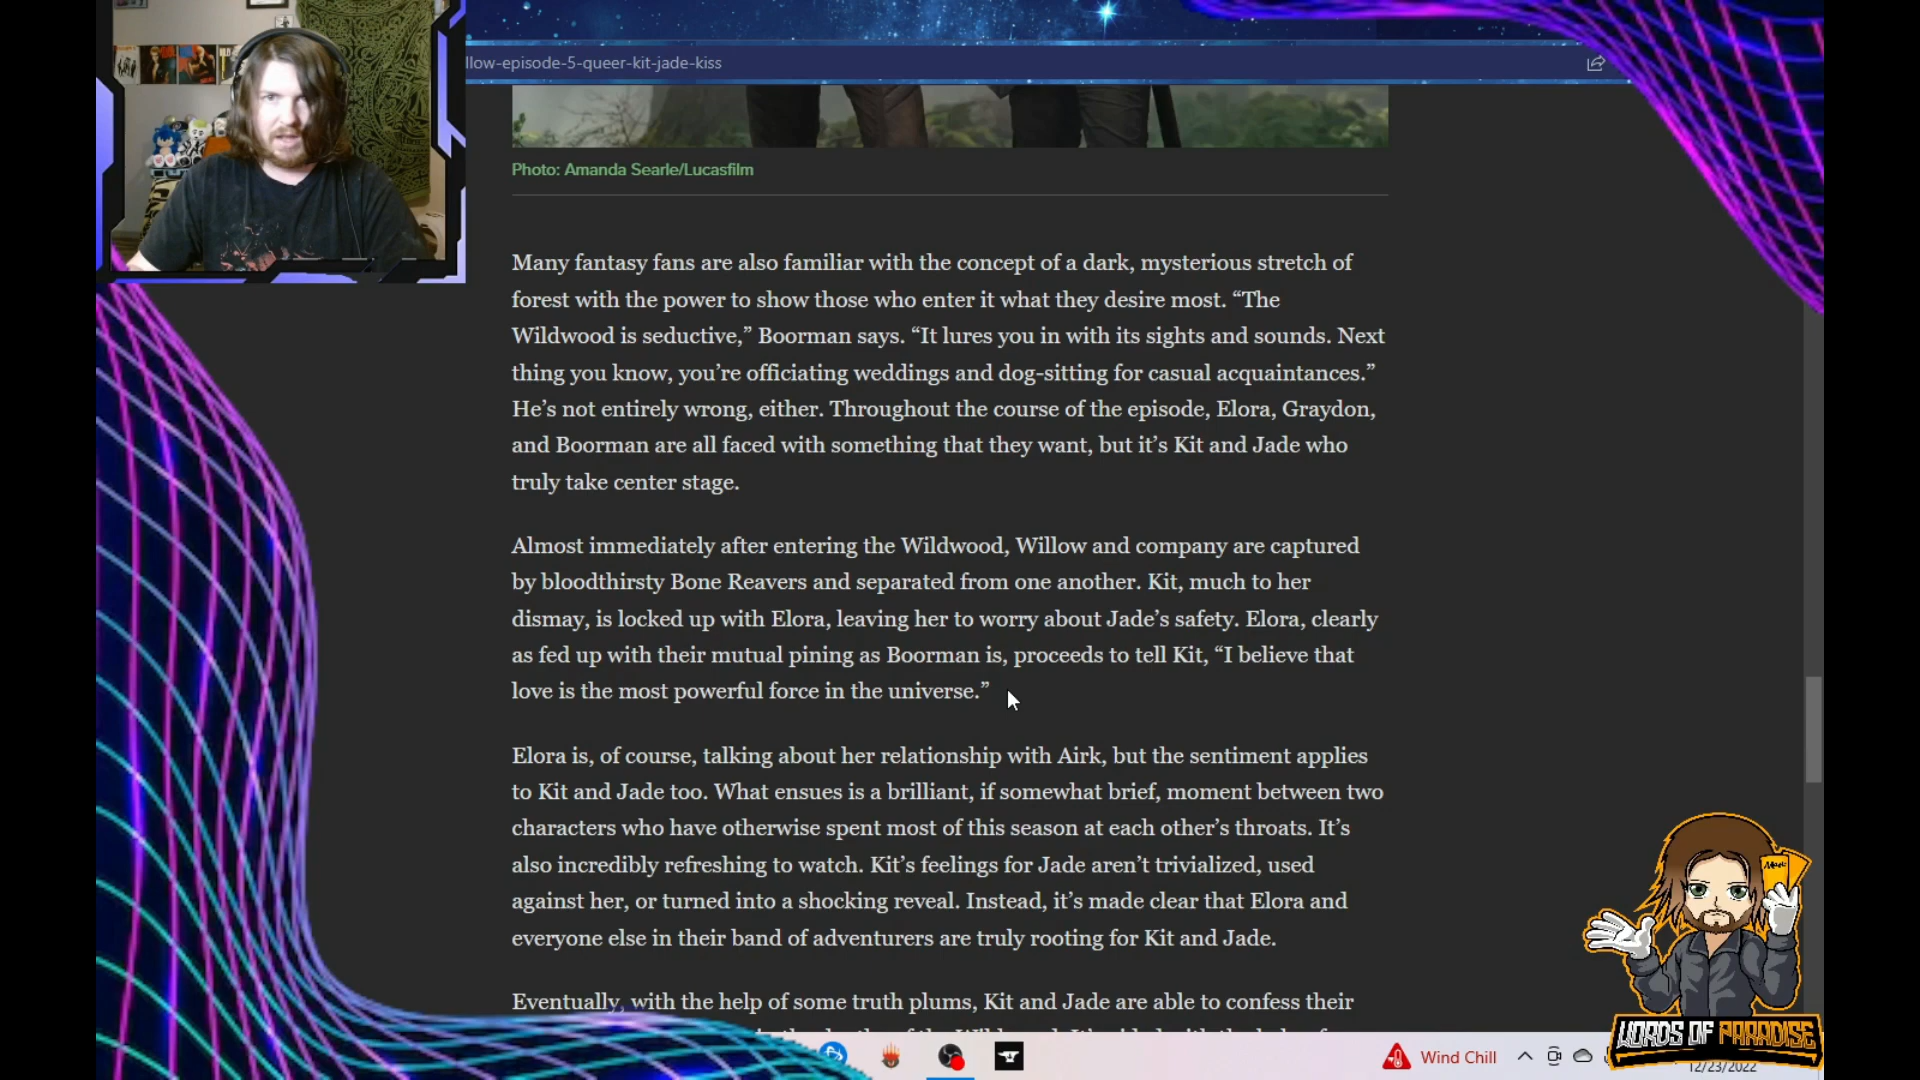 llow-episode-5-queer-kit-jade-kiss
Photo: Amanda Searle/Lucasfilm
Many fantasy fans are also familiar with the concept of a dark, mysterious stretch of
forest with the power to show those who enter it what they desire most. “The
Wildwood is seductive,” Boorman says. “It lures you in with its sights and sounds. Next
thing you know, you’re officiating weddings and dog-sitting for casual acquaintances.”
He’s not entirely wrong, either. Throughout the course of the episode, Elora, Graydon,
and Boorman are all faced with something that they want, but it’s Kit and Jade who
truly take center stage.
Almost immediately after entering the Wildwood, Willow and company are captured
by bloodthirsty Bone Reavers and separated from one another. Kit, much to her
dismay, is locked up with Elora, leaving her to worry about Jade’s safety. Elora, clearly
as fed up with their mutual pining as Boorman is, proceeds to tell Kit, “I believe that
love is the most powerful force in the universe.”
Elora is, of course, talking about her relationship with Airk, but the sentiment applies
to Kit and Jade too. What ensues is a brilliant, if somewhat brief, moment between two
characters who have otherwise spent most of this season at each other’s throats. It’s
also incredibly refreshing to watch. Kit’s feelings for Jade aren’t trivialized, used
against her, or turned into a shocking reveal. Instead, it’s made clear that Elora and
everyone else in their band of adventurers are truly rooting for Kit and Jade.
Eventually, with the help of some truth plums, Kit and Jade are able to confess their
Wind Chill
WORDS OF PARADISE
12/23/2022